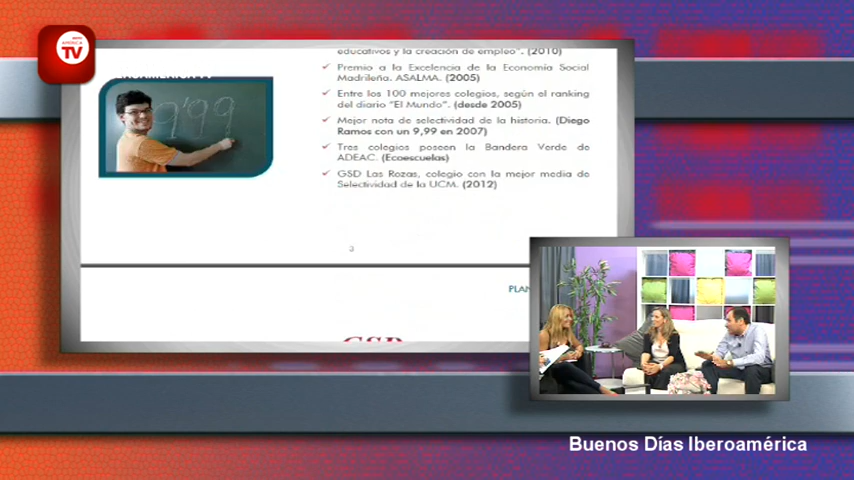 AMERICA
TV
educativos y la creación de empleo". (2010)
✓ Premio a la Excelencia de la Economía Social
Madrileña. ASALMA. (2005)
✓ Entre los 100 mejores colegios, según el ranking
del diario "El Mundo". (desde 2005)
✓ Mejor nota de selectividad de la historia. (Diego
Ramos con un 9,99 en 2007)
✓ Tres colegios poseen la Bandera Verde de
ADEAC. (Ecoescuelas)
✓ GSD Las Rozas, colegio con la mejor media de
Selectividad de la UCM. (2012)
9'99
3
PLAN
GSD
Buenos Días Iberoamérica